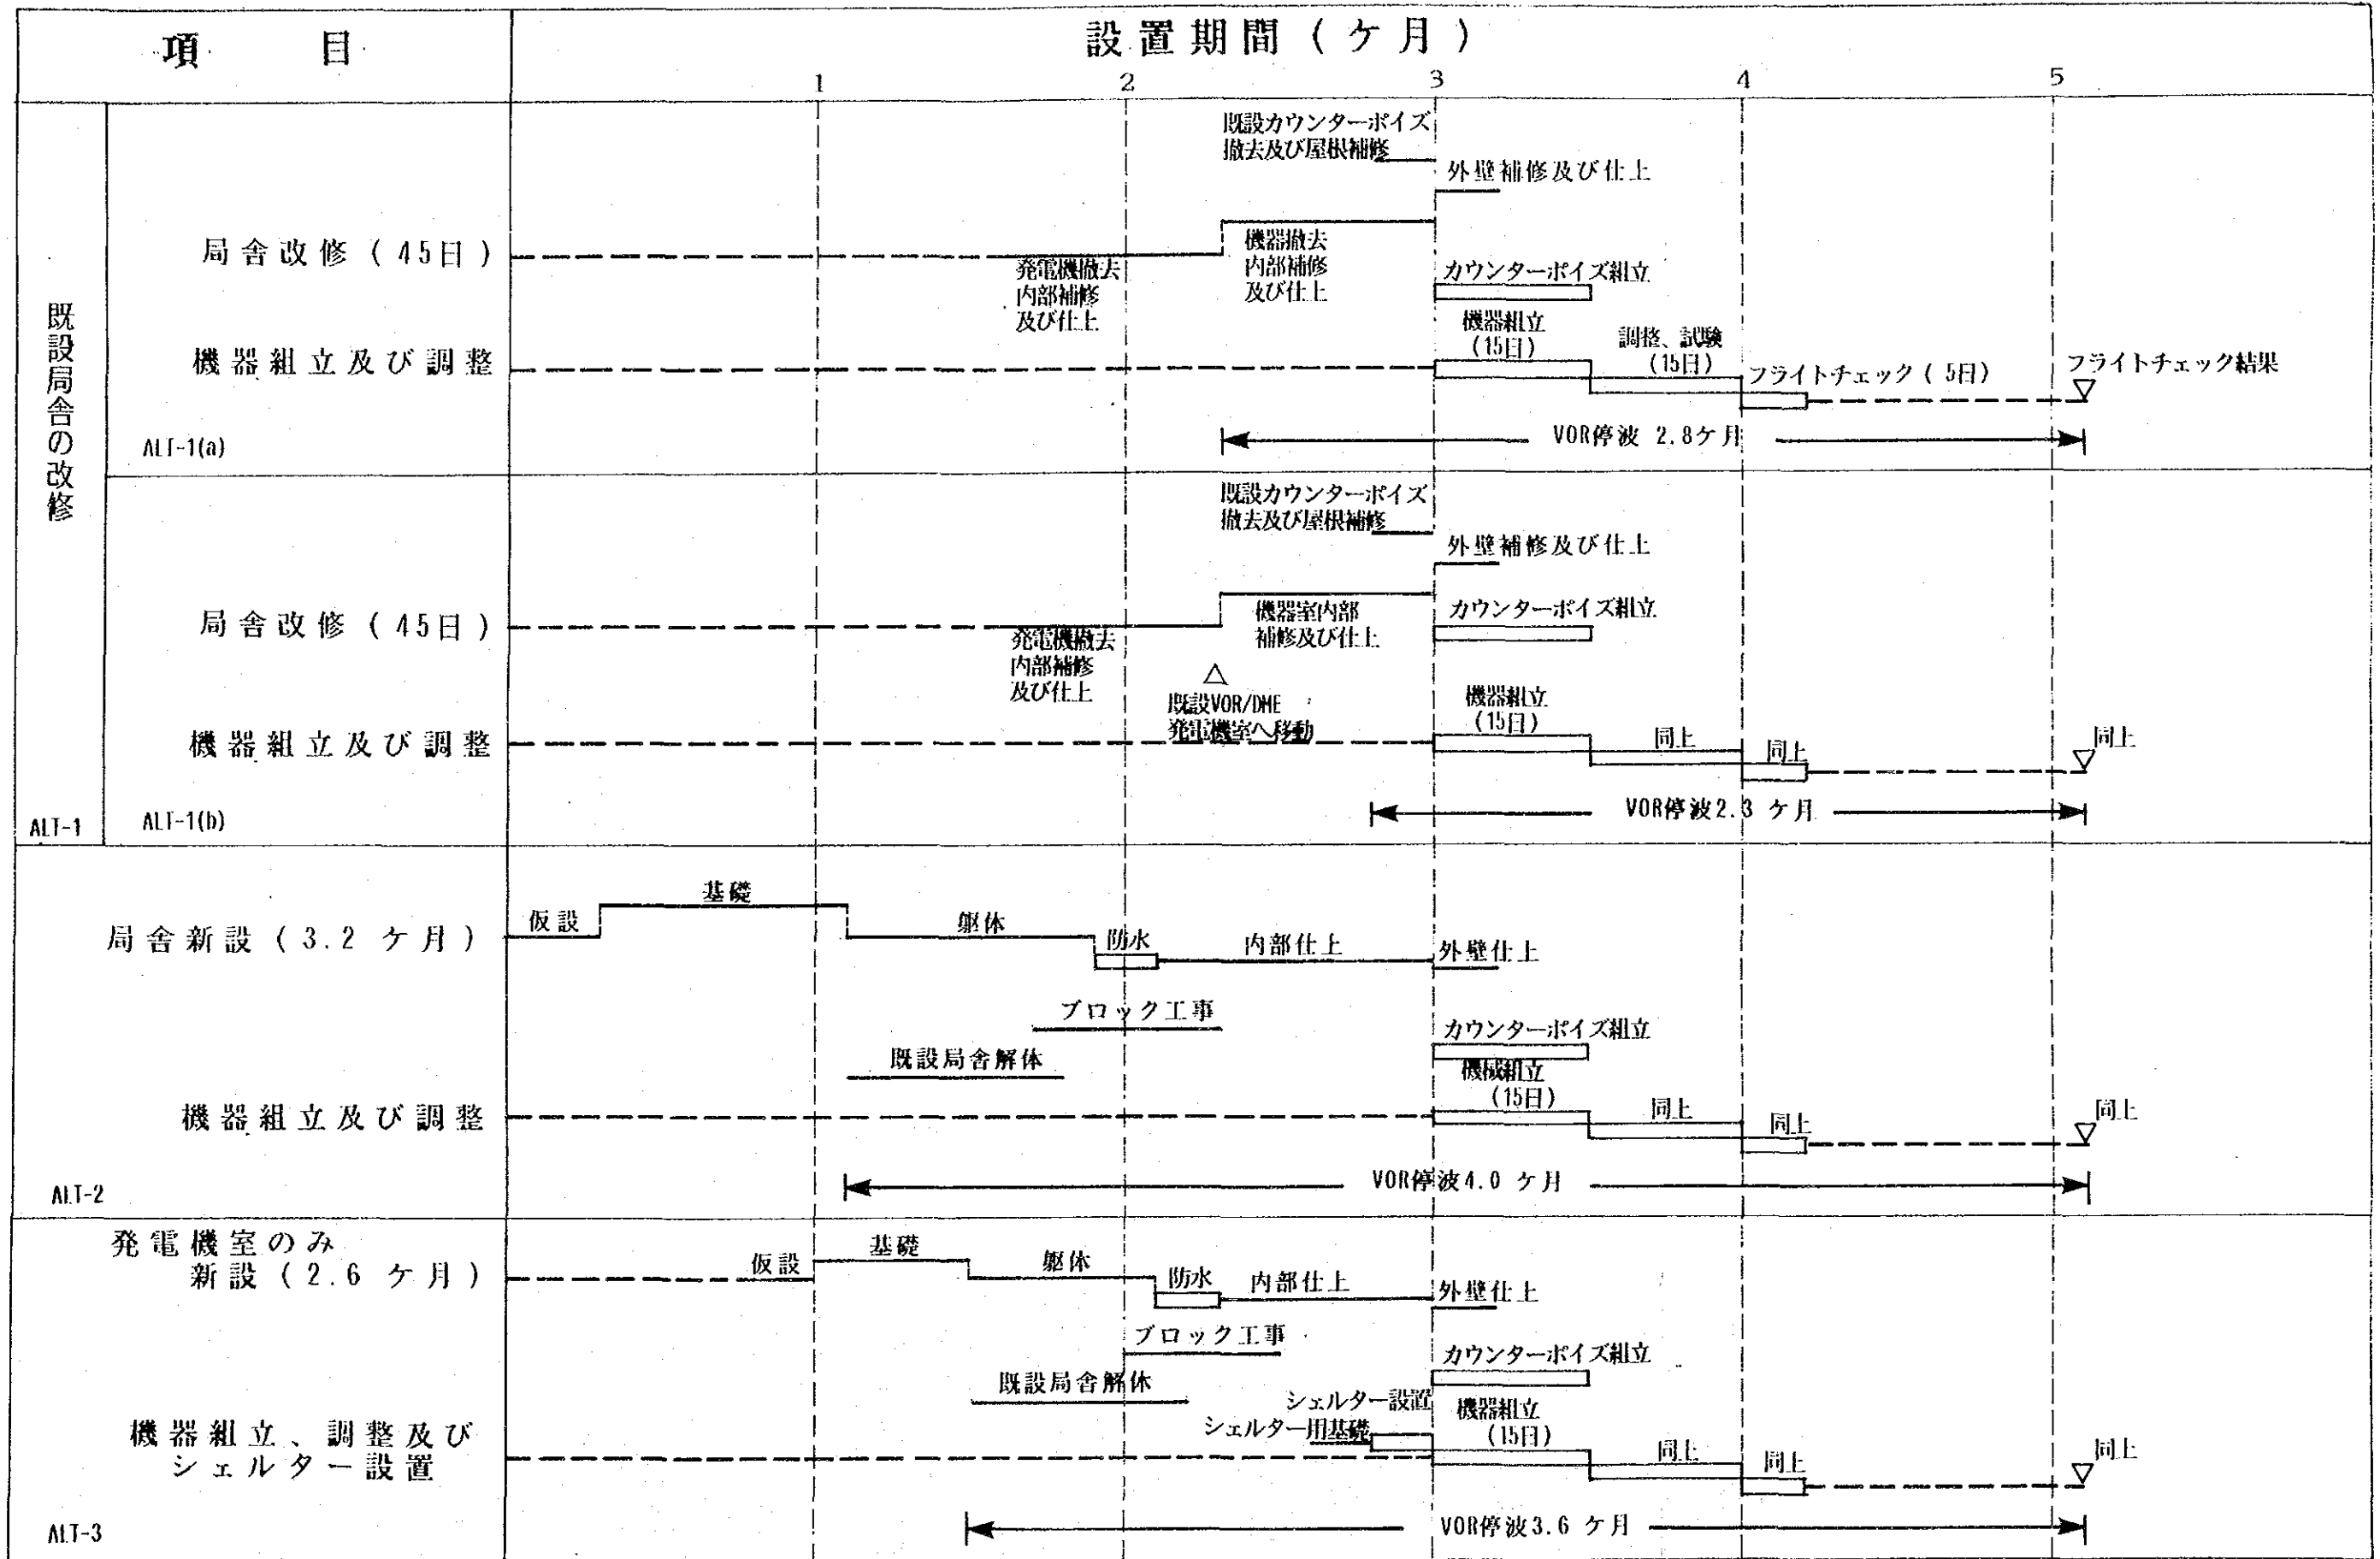 項 目
設置期間(ケ月)
1 2 3 4 5
既設局舎の改修
ALT-1
局舎改修(45日)
既設カウンターポイズ
撤去及び屋根補修
外壁補修及び仕上
発電機撤去
内部補修
及び仕上
機器撤去
内部補修
及び仕上
カウンターポイズ組立
機器組立及び調整
機器組立
(15日)
調整、試験
(15日)
フライトチェック(5日)
フライトチェック結果
VOR停波 2.8ケ月
ALT-1(a)
局舎改修(45日)
既設カウンターポイズ
撤去及び屋根補修
外壁補修及び仕上
発電機撤去
内部補修
及び仕上
機器室内部
補修及び仕上
カウンターポイズ組立
既設VOR/DME
発電機室へ移動
機器組立及び調整
機器組立
(15日)
同上
同上
同上
VOR停波2.3 ケ月
ALT-1(b)
局舎新設(3.2 ケ月)
仮設
基礎
躯体
防水
内部仕上
外壁仕上
ブロック工事
既設局舎解体
カウンターポイズ組立
機器組立及び調整
機械組立
(15日)
同上
同上
同上
VOR停波4.0 ケ月
ALT-2
発電機室のみ
新設(2.6 ケ月)
仮設
基礎
躯体
防水
内部仕上
外壁仕上
ブロック工事
既設局舎解体
カウンターポイズ組立
シェルター設置
シェルター用基礎
機器組立、調整及び
シェルター設置
機器組立
(15日)
同上
同上
同上
VOR停波3.6 ケ月
ALT-3